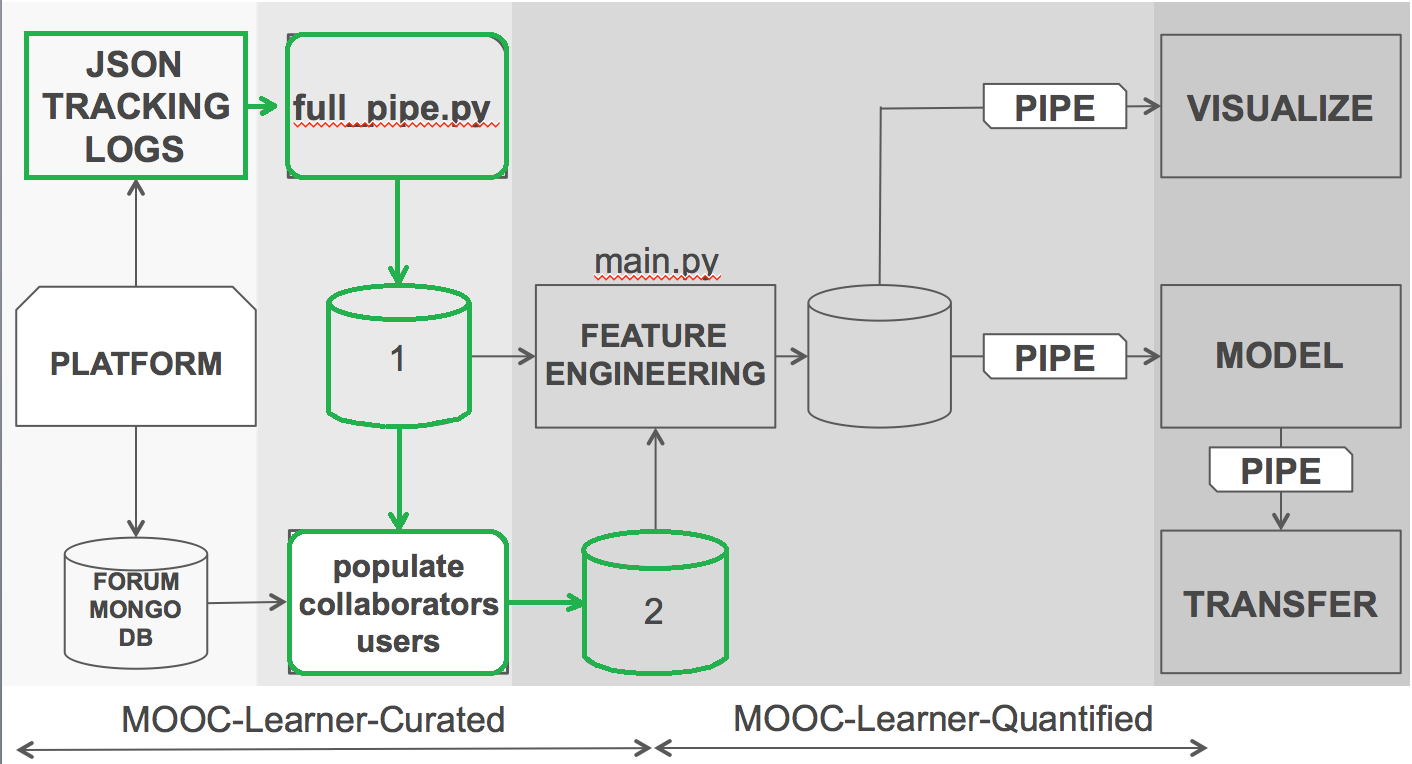 JSON
TRACKING
LOGS
full_pipe.py
PIPE
VISUALIZE
main.py
PLATFORM
1
FEATURE
ENGINEERING
PIPE
MODEL
PIPE
FORUM
MONGO
DB
populate
collaborators
users
2
TRANSFER
MOOC-Learner-Curated
MOOC-Learner-Quantified